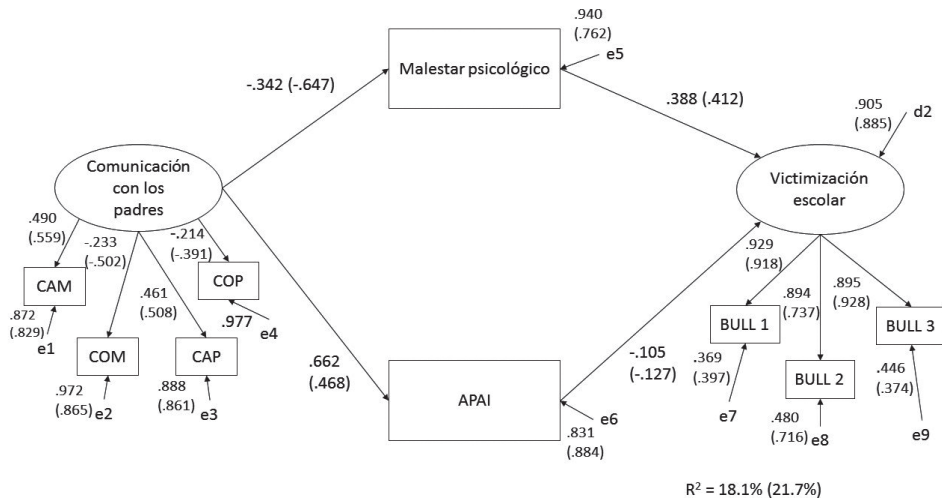 .940
(.762)
e5
Malestar psicológico
-.342 (-.647)
.388 (.412)
.905
(.885)
d2
Comunicación
con los
padres
Victimización
escolar
.490
(.559)
-.233
(-.502)
-.214
(-.391)
.461
(.508)
CAM
COP
.872
(.829)
e1
.977
e4
COM
CAP
.972
(.865)
e2
.888
(.861)
e3
.662
(.468)
APAI
e6
.831
(.884)
-.105
(-.127)
.929
(.918)
.894
(.737)
.895
(.928)
BULL 1
BULL 2
BULL 3
.369
(.397)
e7
.480
(.716)
e8
.446
(.374)
e9
R² = 18.1% (21.7%)